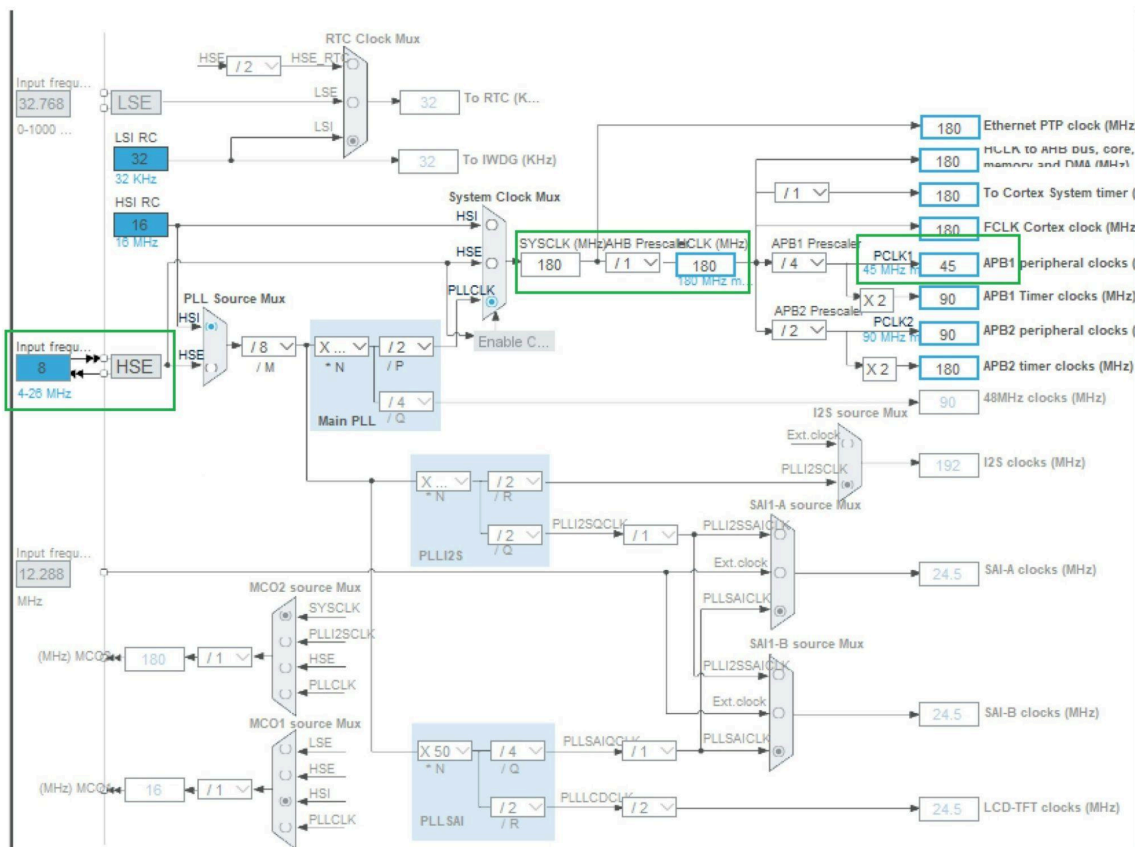 RTC Clock Mux
HSE
/ 2
HSE_RTC
Input frequ...
32.768
0-1000 ...
LSE
LSE
32
To RTC (K...
LSI RC
32
32 KHz
LSI
32
To IWDG (KHz)
HSI RC
16
16 MHz
System Clock Mux
HSI
HSE
PLLCLK
SYSCLK (MHz)
180
AHB Prescaler
/ 1
HCLK (MHz)
180
180 MHz m...
Enable C...
180
Ethernet PTP clock (MHz)
180
HCLK to AHB bus, core,
memory and DMA (MHz)
/ 1
180
To Cortex System timer (
180
FCLK Cortex clock (MHz
APB1 Prescaler
/ 4
PCLK1
45 MHz m
45
APB1 peripheral clocks (
X 2
90
APB1 Timer clocks (MHz)
APB2 Prescaler
/ 2
PCLK2
90 MHz m
90
APB2 peripheral clocks (
X 2
180
APB2 timer clocks (MHz)
90
48MHz clocks (MHz)
PLL Source Mux
HSI
HSE
Input frequ...
8
4-26 MHz
HSE
/ 8
/ M
X ...
* N
/ 2
/ P
/ 4
/ Q
Main PLL
I2S source Mux
Ext.clock
PLLI2SCLK
192
I2S clocks (MHz)
X ...
* N
/ 2
/ R
/ 2
/ Q
PLLI2S
PLLI2SQCLK
/ 1
SAI1-A source Mux
PLLI2SSAICLK
Ext.clock
PLLSAICLK
24.5
SAI-A clocks (MHz)
Input frequ...
12.288
MHz
MCO2 source Mux
SYSCLK
PLLI2SCLK
HSE
PLLCLK
(MHz) MCO2
180
/ 1
SAI1-B source Mux
PLLI2SSAICLK
Ext.clock
PLLSAICLK
24.5
SAI-B clocks (MHz)
MCO1 source Mux
LSE
HSE
HSI
PLLCLK
(MHz) MCO1
16
/ 1
X 50
* N
/ 4
/ Q
/ 2
/ R
PLLSAI
PLLSAIQCLK
/ 1
PLLLCDCLK
/ 2
24.5
LCD-TFT clocks (MHz)